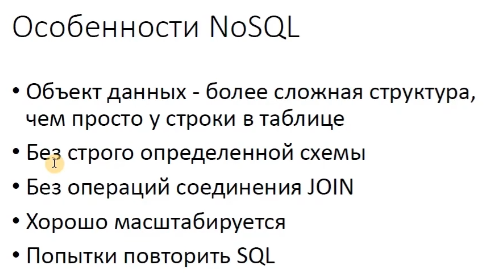 Особенности NoSQL
• Объект данных - более сложная структура,
чем просто у строки в таблице
• Без строго определенной схемы
• Без операций соединения JOIN
• Хорошо масштабируется
• Попытки повторить SQL